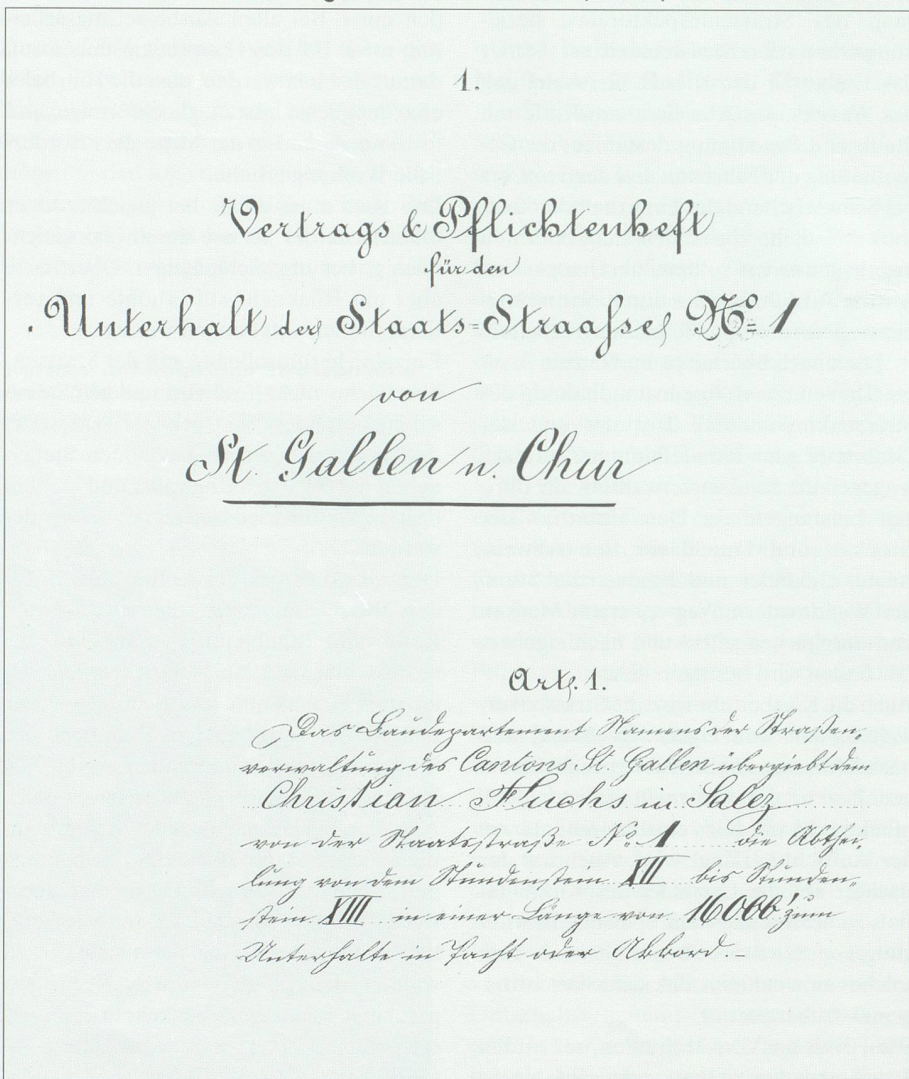 1.
Vertrags & Pflichtenheft
für den
Unterhalt der Staats=Straasse No 1
von
St. Gallen n. Chur
Art. 1.
Das Baudepartement Namens der Straßen-
verwaltung des Cantons St. Gallen übergiebt dem
Christian Fuchs in Salez
von der Staatsstraße No 1 die Abthei-
lung von dem Stundenstein XII bis Stunden-
stein XIII in einer Länge von 16000' zum
Unterhalte in Pacht oder Akkord.-